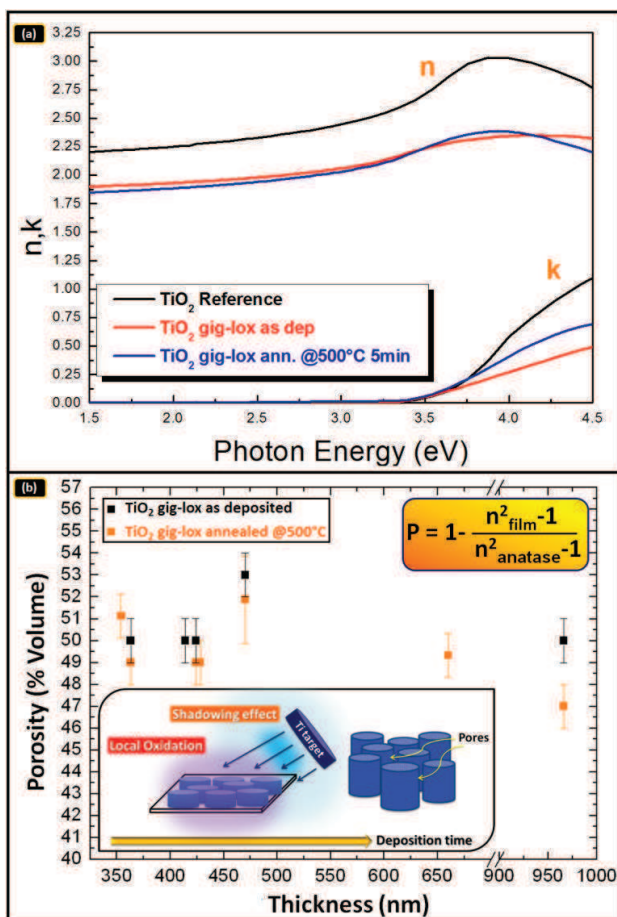 (a)
n
3.25
3.00
2.75
2.50
2.25
2.00
1.75
1.50
1.25
1.00
0.75
0.50
0.25
0.00
n,k
k
TiO2 Reference
TiO2 gig-lox as dep
TiO2 gig-lox ann. @500°C 5min
1.5 2.0 2.5 3.0 3.5 4.0 4.5
Photon Energy (eV)
(b)
57
56
55
54
53
52
51
50
49
48
47
46
45
44
43
42
41
40
Porosity (% Volume)
TiO2 gig-lox as deposited
TiO2 gig-lox annealed @500°C
P = 1- n²film-1
n²anatase-1
Shadowing effect
Local Oxidation
Ti target
Pores
Deposition time
350 400 450 500 550 600 650 900 950 1000
Thickness (nm)